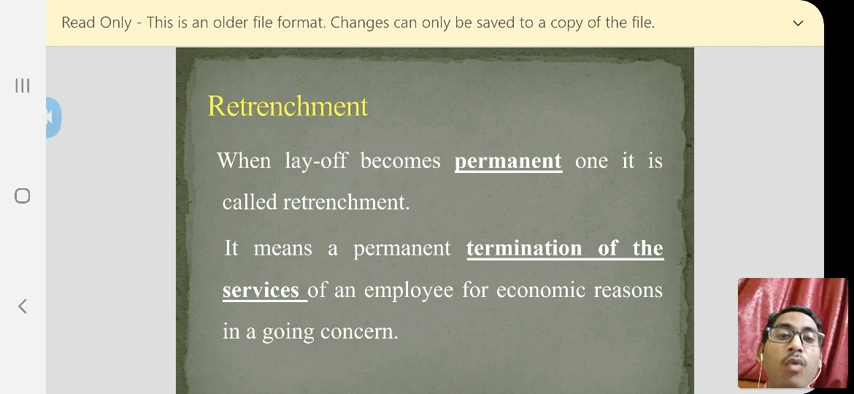 Read Only - This is an older file format. Changes can only be saved to a copy of the file.
Retrenchment
When lay-off becomes permanent one it is
called retrenchment.
It means a permanent termination of the
services of an employee for economic reasons
in a going concern.